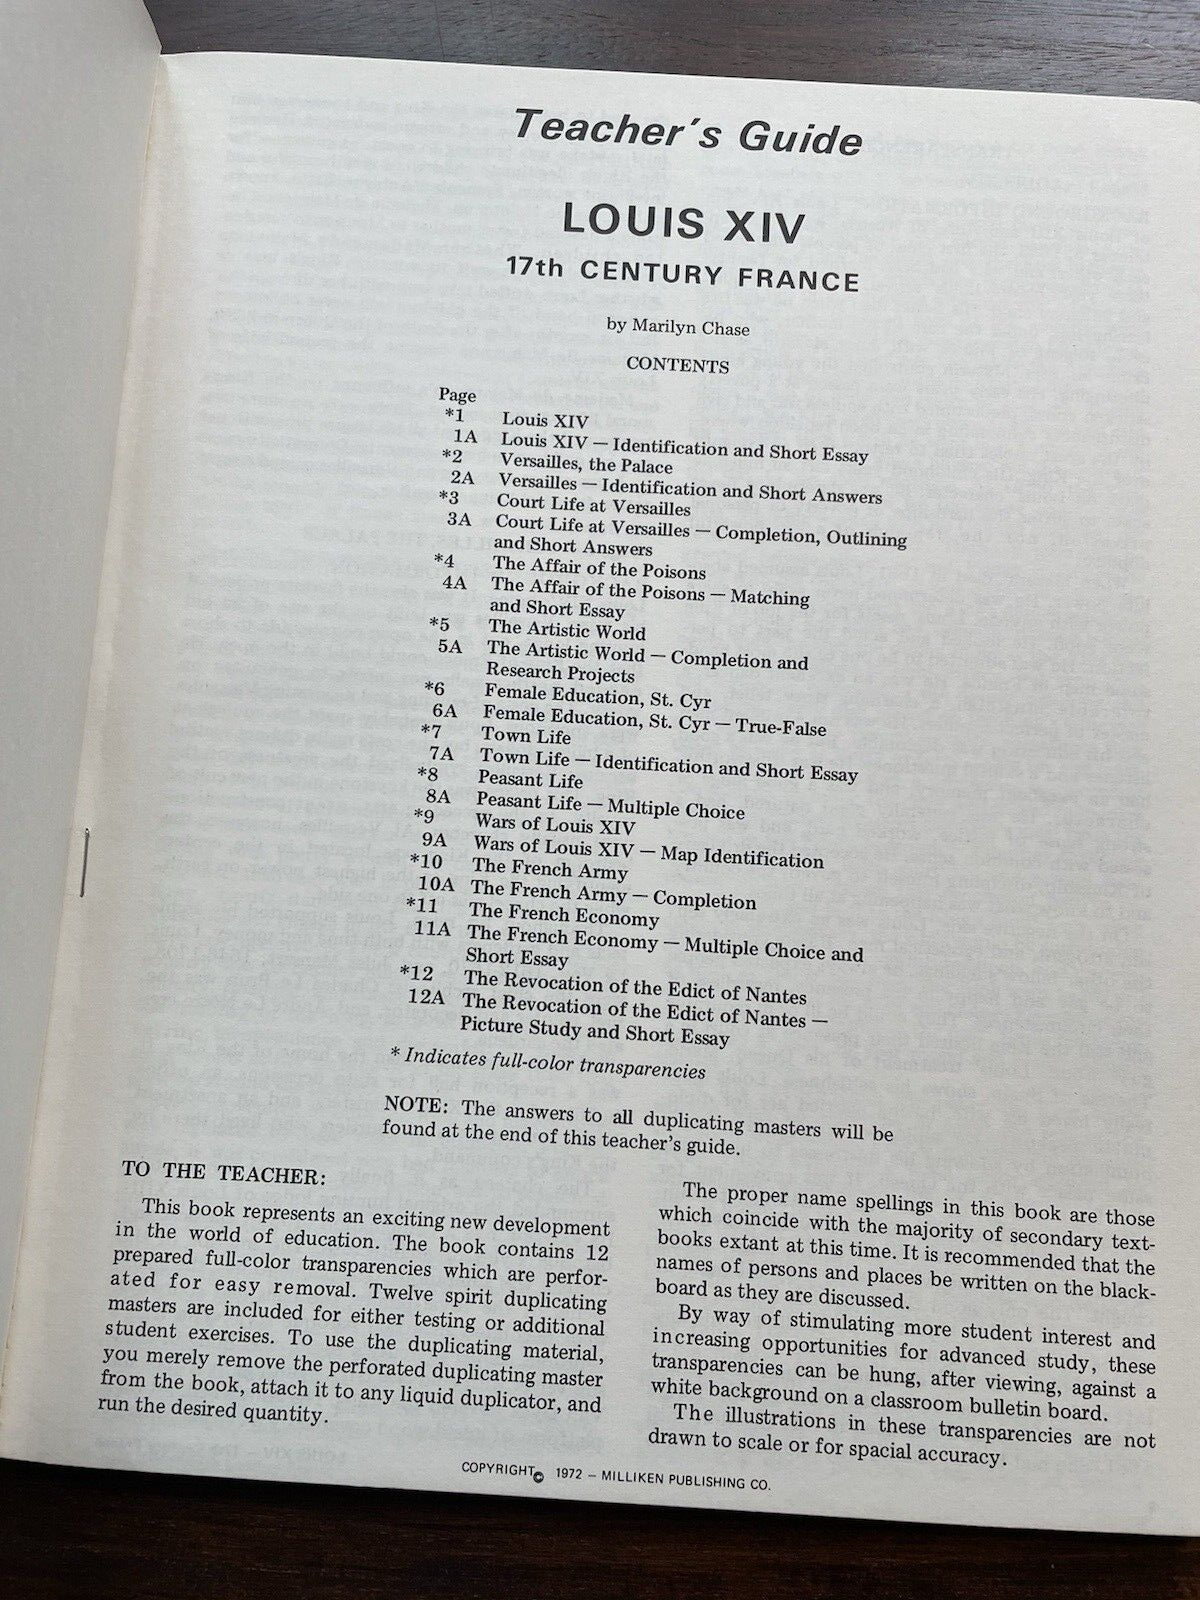 Teacher's Guide
LOUIS XIV
17th CENTURY FRANCE
by Marilyn Chase
CONTENTS
Page
*1 Louis XIV
1A Louis XIV — Identification and Short Essay
*2 Versailles, the Palace
2A Versailles — Identification and Short Answers
*3 Court Life at Versailles
3A Court Life at Versailles — Completion, Outlining
and Short Answers
*4 The Affair of the Poisons
4A The Affair of the Poisons — Matching
and Short Essay
*5 The Artistic World
5A The Artistic World — Completion and
Research Projects
*6 Female Education, St. Cyr
6A Female Education, St. Cyr — True-False
*7 Town Life
7A Town Life — Identification and Short Essay
*8 Peasant Life
8A Peasant Life — Multiple Choice
*9 Wars of Louis XIV
9A Wars of Louis XIV — Map Identification
*10 The French Army
10A The French Army — Completion
*11 The French Economy
11A The French Economy — Multiple Choice and
Short Essay
*12 The Revocation of the Edict of Nantes
12A The Revocation of the Edict of Nantes —
Picture Study and Short Essay
* Indicates full-color transparencies
NOTE: The answers to all duplicating masters will be
found at the end of this teacher's guide.
TO THE TEACHER:
This book represents an exciting new development
in the world of education. The book contains 12
prepared full-color transparencies which are perfor-
ated for easy removal. Twelve spirit duplicating
masters are included for either testing or additional
student exercises. To use the duplicating material,
you merely remove the perforated duplicating master
from the book, attach it to any liquid duplicator, and
run the desired quantity.
The proper name spellings in this book are those
which coincide with the majority of secondary text-
books extant at this time. It is recommended that the
names of persons and places be written on the black-
board as they are discussed.
By way of stimulating more student interest and
increasing opportunities for advanced study, these
transparencies can be hung, after viewing, against a
white background on a classroom bulletin board.
The illustrations in these transparencies are not
drawn to scale or for spacial accuracy.
COPYRIGHT© 1972 — MILLIKEN PUBLISHING CO.